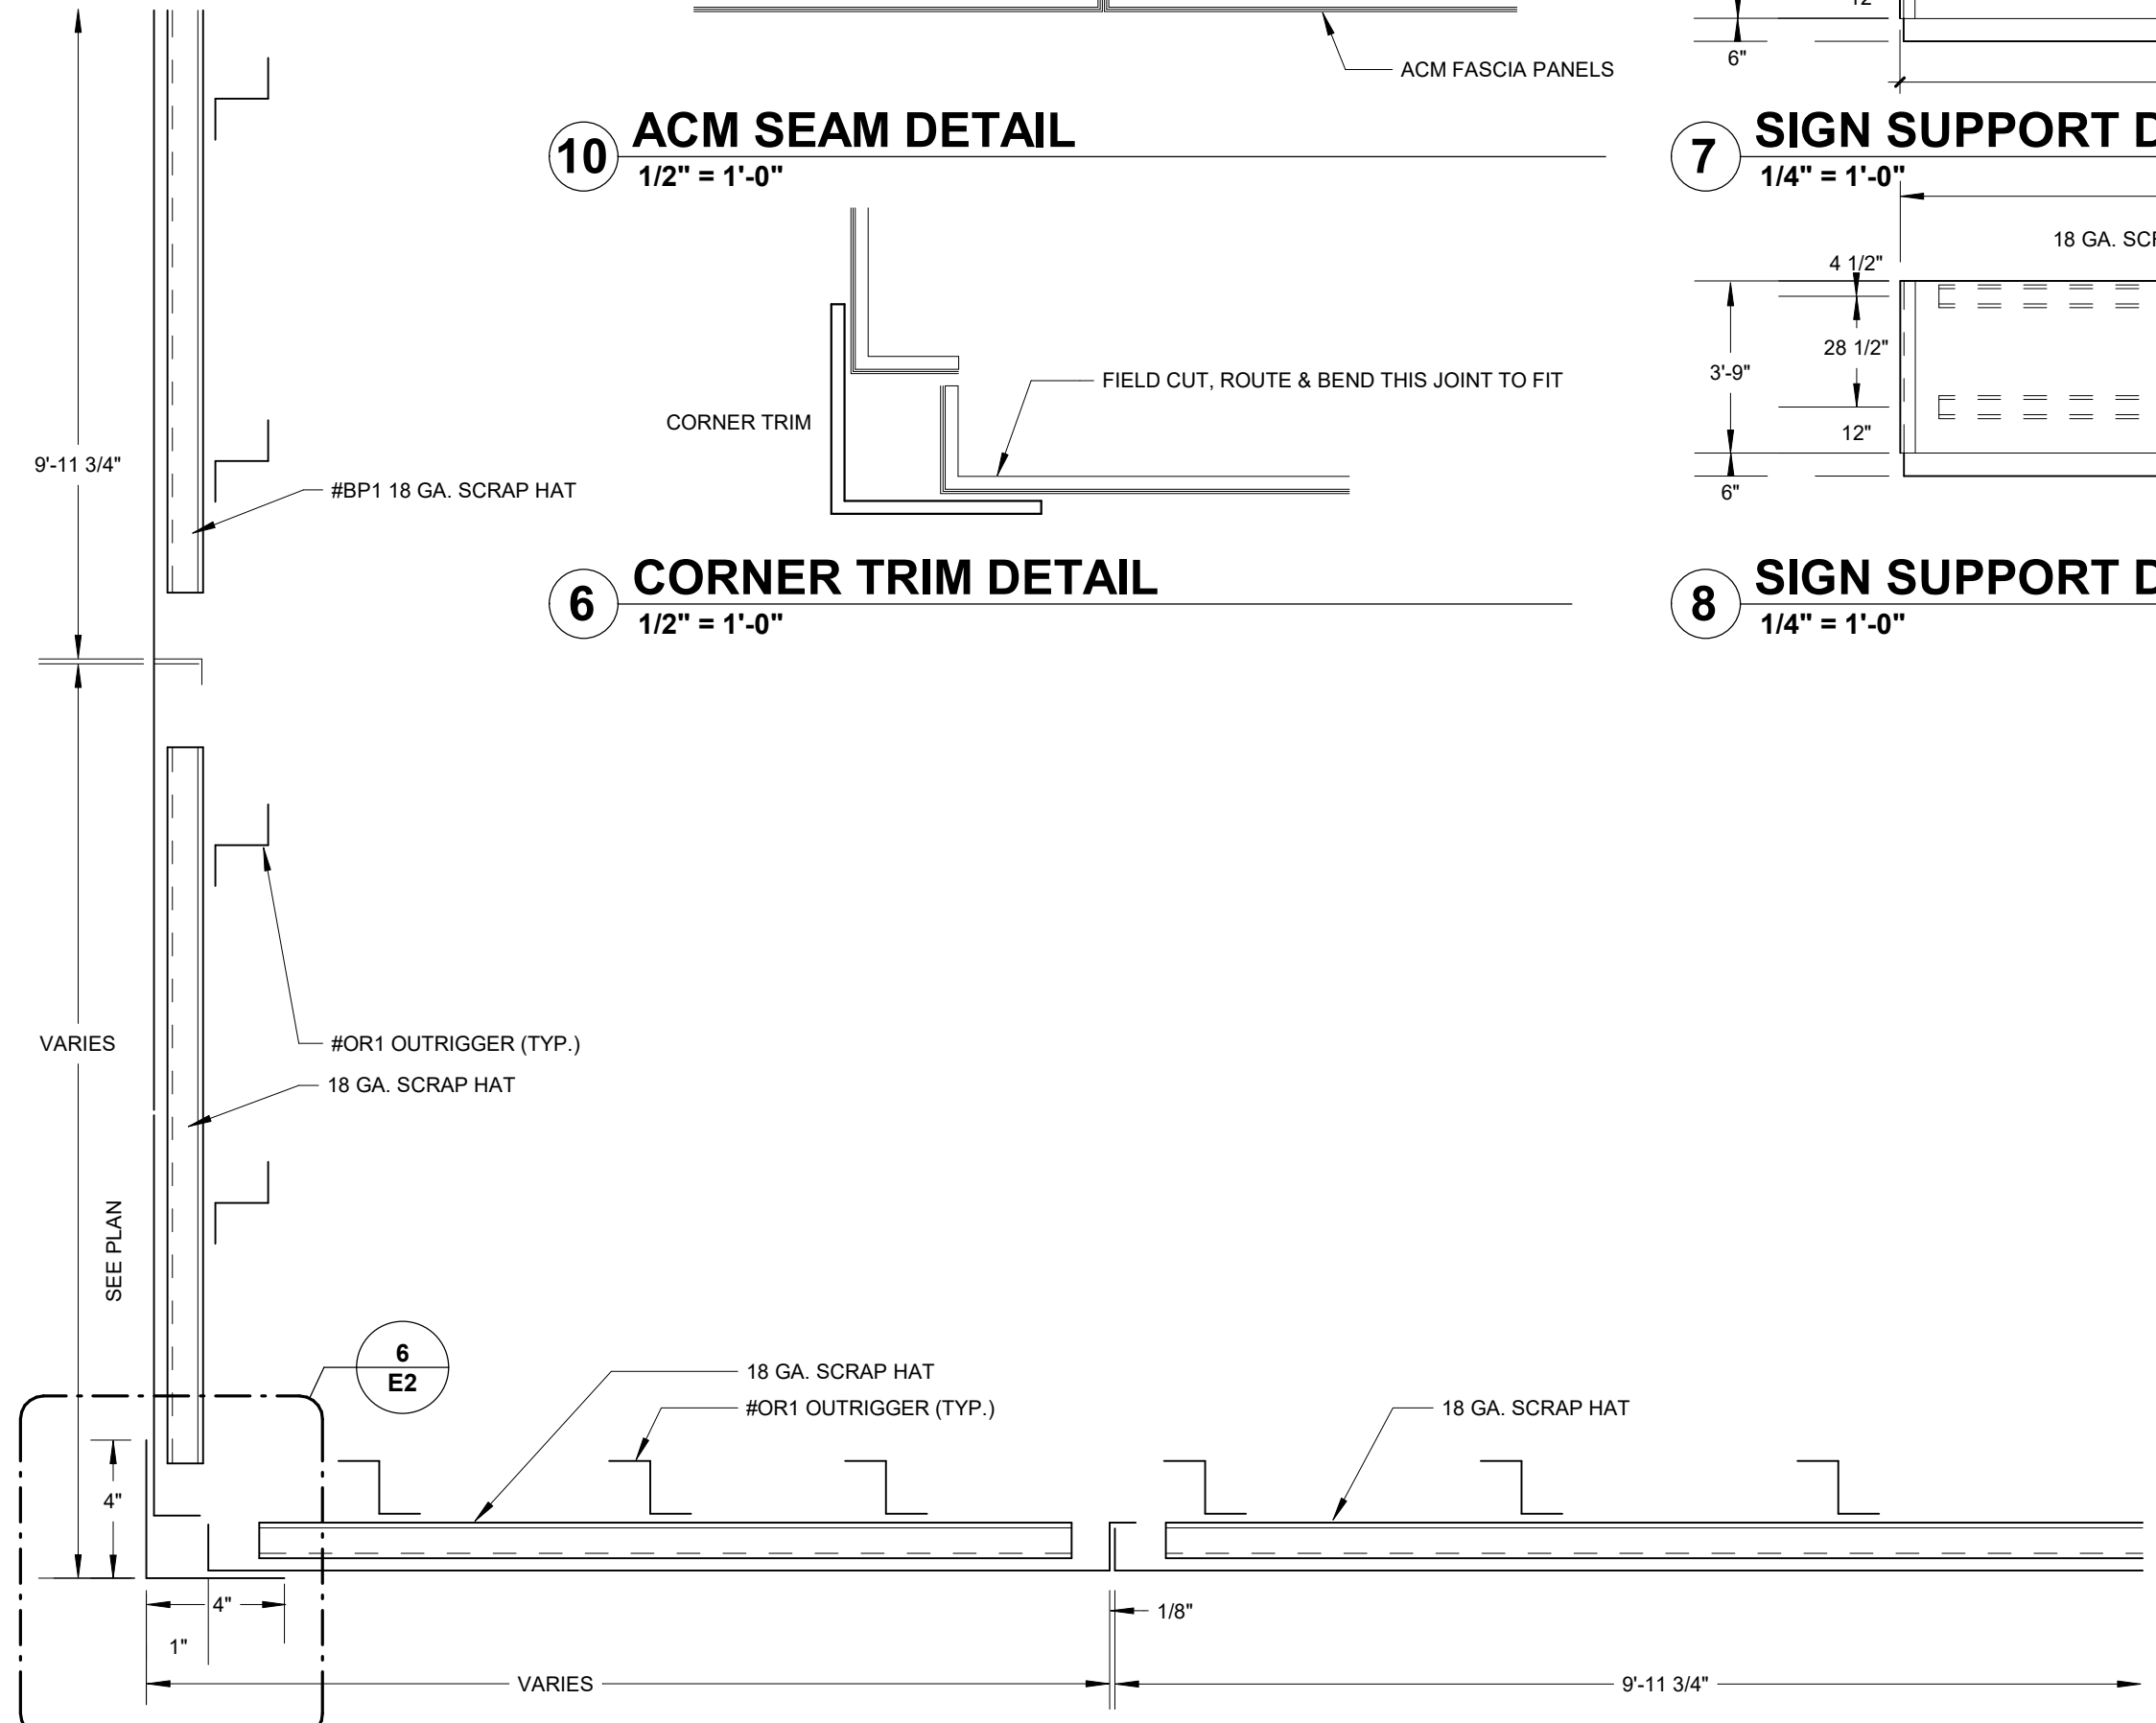 12"
6"
ACM FASCIA PANELS
10 ACM SEAM DETAIL
1/2" = 1'-0"
7 SIGN SUPPORT D
1/4" = 1'-0"
18 GA. SCR
4 1/2"
28 1/2"
3'-9"
12"
6"
FIELD CUT, ROUTE & BEND THIS JOINT TO FIT
CORNER TRIM
9'-11 3/4"
#BP1 18 GA. SCRAP HAT
6 CORNER TRIM DETAIL
1/2" = 1'-0"
8 SIGN SUPPORT D
1/4" = 1'-0"
VARIES
#OR1 OUTRIGGER (TYP.)
18 GA. SCRAP HAT
SEE PLAN
6
E2
18 GA. SCRAP HAT
#OR1 OUTRIGGER (TYP.)
18 GA. SCRAP HAT
4"
4"
1"
1/8"
VARIES
9'-11 3/4"